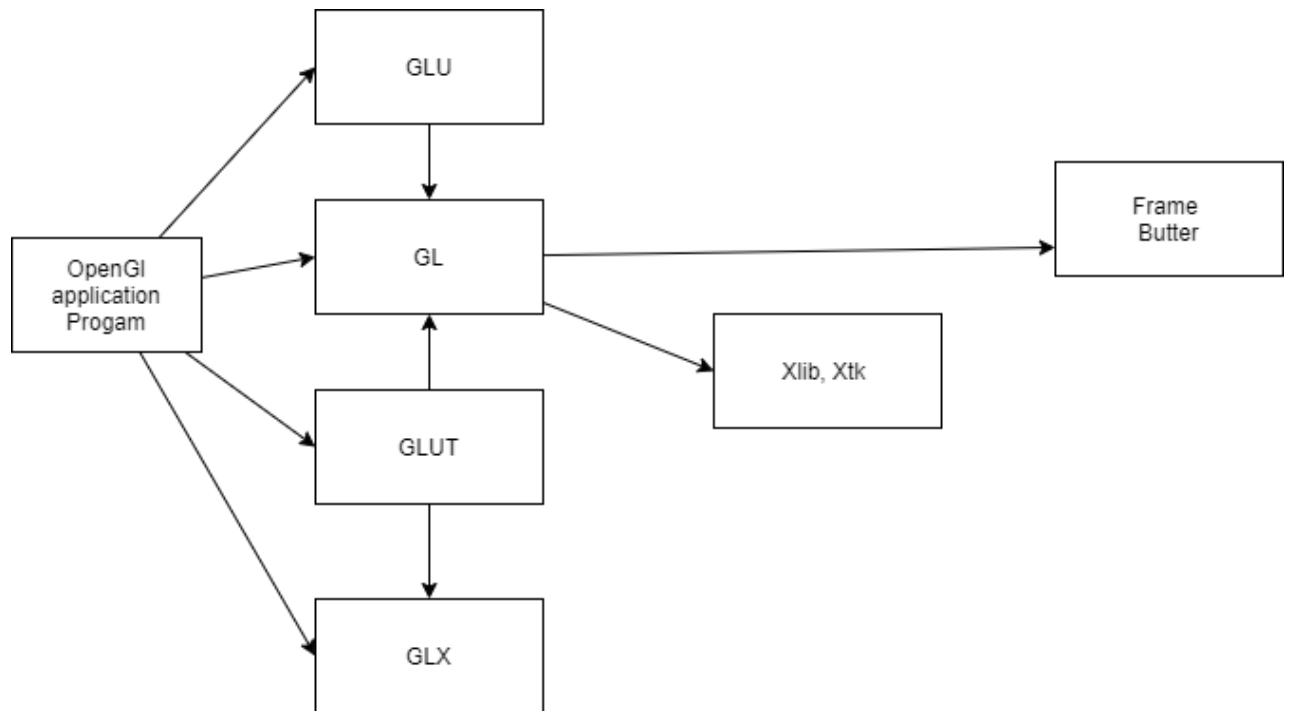 GLU
GL
Frame
Butter
OpenGl
application
Progam
Xlib, Xtk
GLUT
GLX